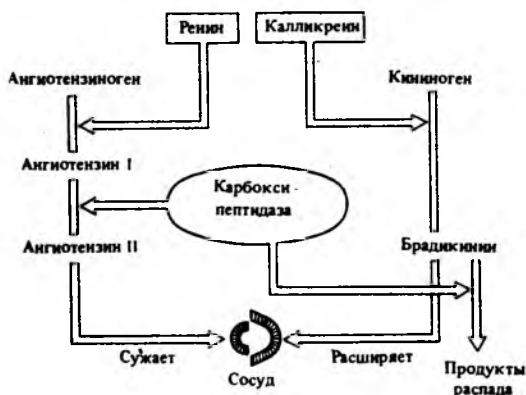 Ренин
Калликреин
Ангиотензиноген
Кининоген
Ангиотензин I
Карбокси-
пептидаза
Ангиотензин II
Брадикинин
Сужает
Расширяет
Сосуд
Продукты
распада